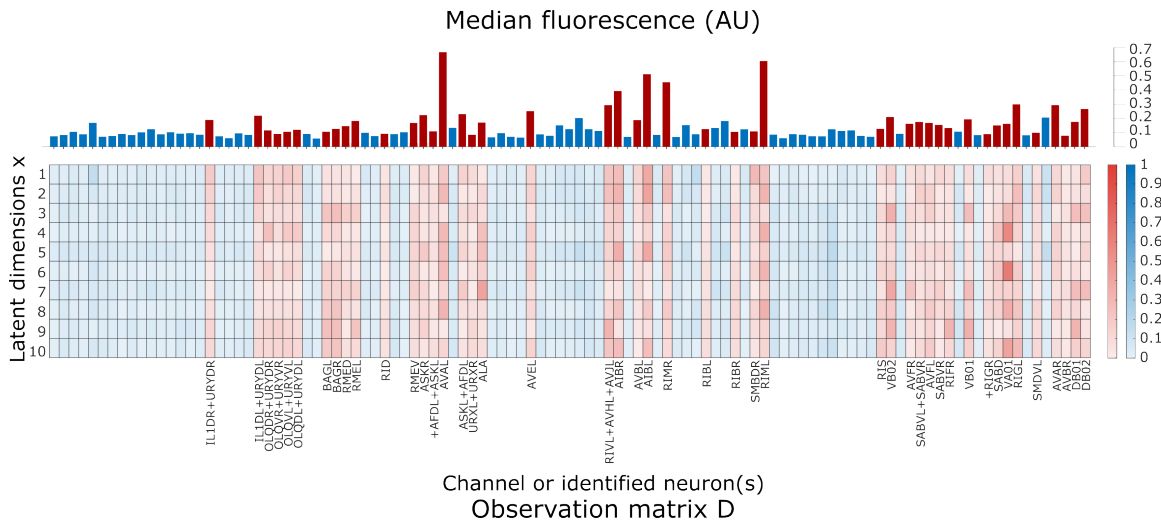 Median fluorescence (AU)
0.7
0.6
0.5
0.4
0.3
0.2
0.1
0
Latent dimensions x
1
2
3
4
5
6
7
8
9
10
1
0.9
0.8
0.7
0.6
0.5
0.4
0.3
0.2
0.1
0
IL1DR+URYDR
IL1DL+URYDL
OLQDR+URYDR
OLQVR+URYVR
OLQVL+URYVL
OLQDL+URYDL
BAGL
BAGR
RMED
RMEL
RID
RMEV
ASKR
+AFDL+ASKL
AVAL
ASKL+AFDL
URXL+URXR
ALA
AVEL
RIVL+AVHL+AVJL
AIBR
AVBL
AIBL
RIMR
RIBL
RIBR
SMBDR
RIML
RIS
VB02
AVFR
SABVL+SABVR
AVFL
SABVR
RIFR
VB01
+RIGR
SABD
VA01
RIGL
SMDVL
AVAR
AVBR
DB01
DB02
Channel or identified neuron(s)
Observation matrix D